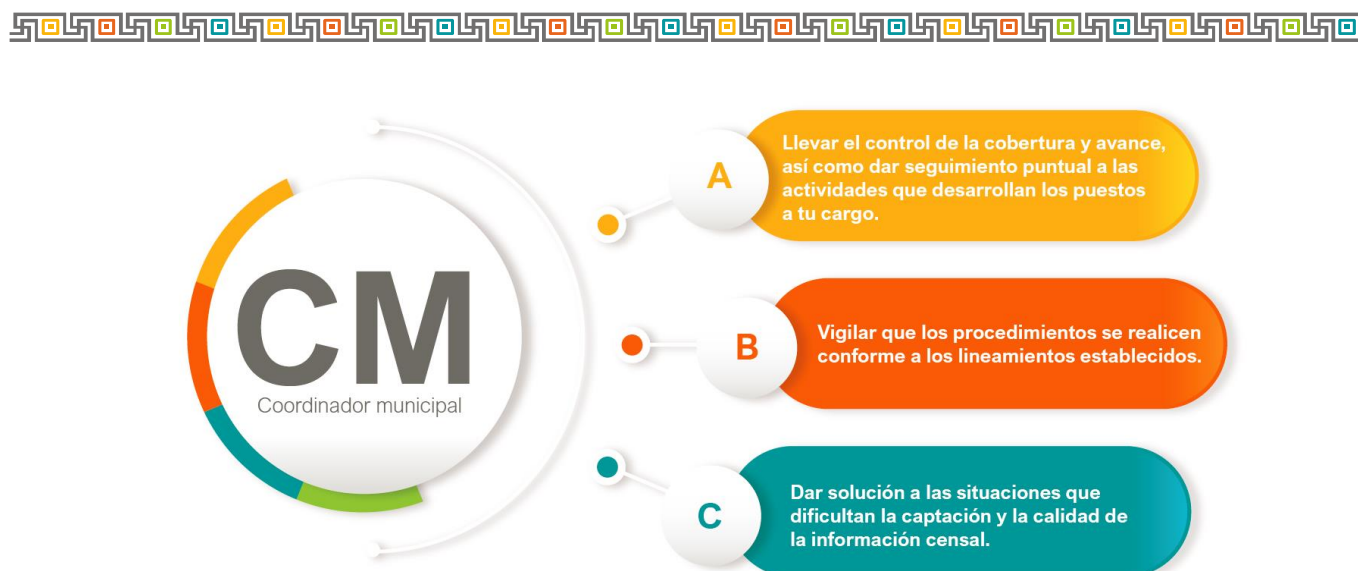 CM
Coordinador municipal
A
Llevar el control de la cobertura y avance,
así como dar seguimiento puntual a las
actividades que desarrollan los puestos
a tu cargo.
B
Vigilar que los procedimientos se realicen
conforme a los lineamientos establecidos.
C
Dar solución a las situaciones que
dificultan la captación y la calidad de
la información censal.